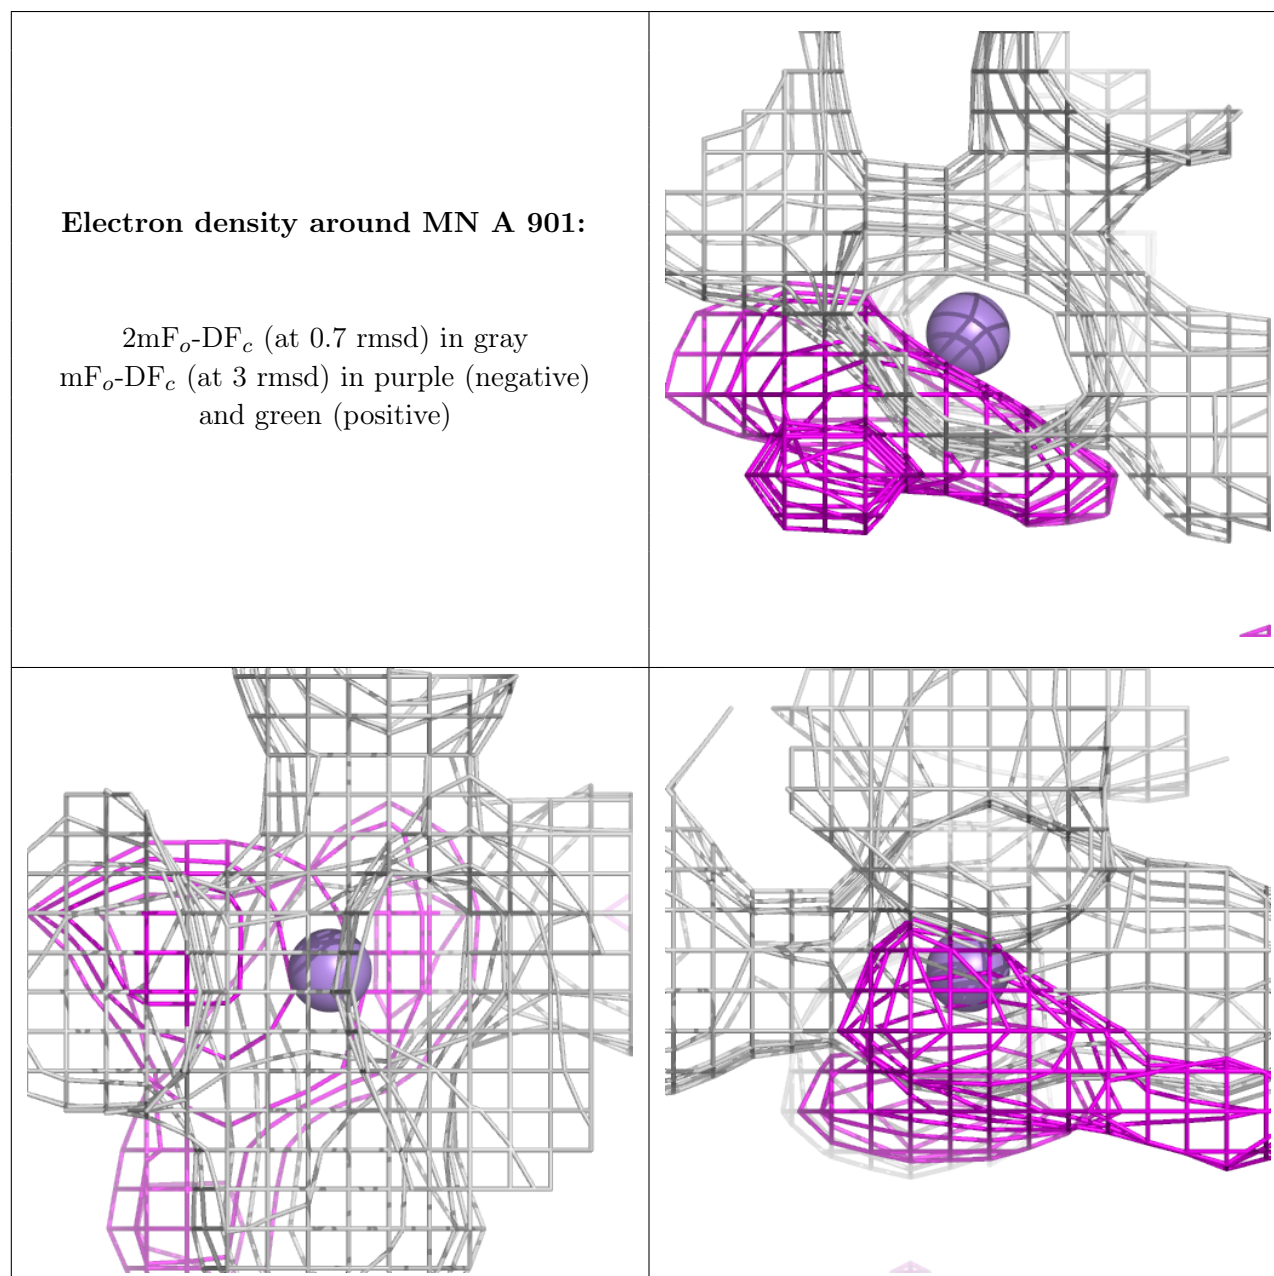 Electron density around MN A 901:
2mFo-DFc (at 0.7 rmsd) in gray
mFo-DFc (at 3 rmsd) in purple (negative)
and green (positive)